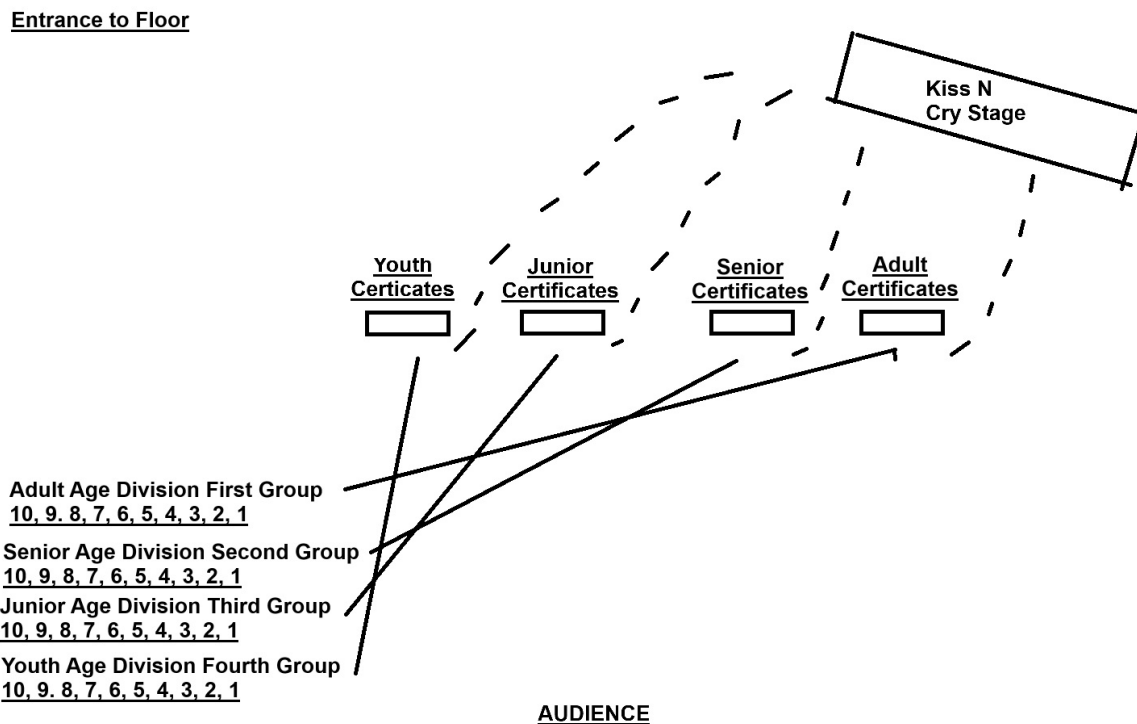 Entrance to Floor
Kiss N
Cry Stage
Youth
Certicates
Junior
Certificates
Senior
Certificates
Adult
Certificates
Adult Age Division First Group
10, 9. 8, 7, 6, 5, 4, 3, 2, 1
Senior Age Division Second Group
10, 9, 8, 7, 6, 5, 4, 3, 2, 1
Junior Age Division Third Group
10, 9, 8, 7, 6, 5, 4, 3, 2, 1
Youth Age Division Fourth Group
10, 9. 8, 7, 6, 5, 4, 3, 2, 1
AUDIENCE